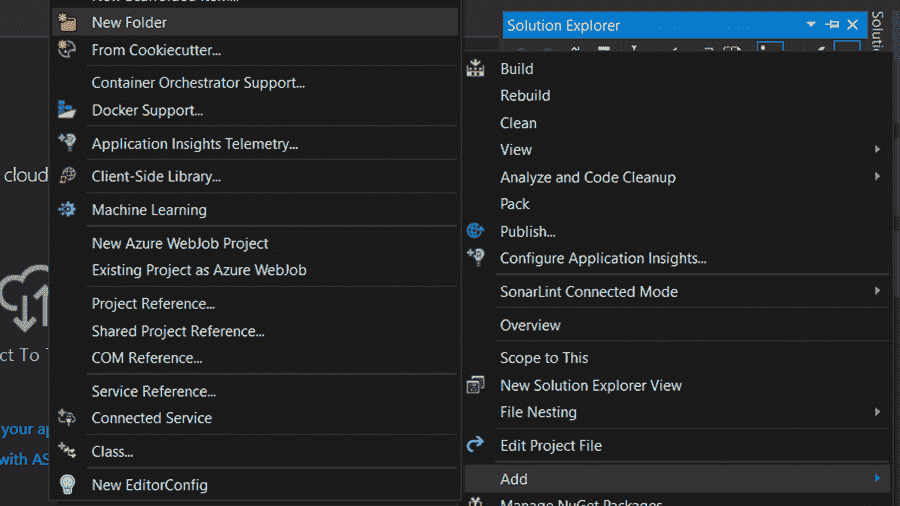 New Scaffolded Item...
New Folder
From Cookiecutter...
Container Orchestrator Support...
Docker Support...
Application Insights Telemetry...
Client-Side Library...
Machine Learning
New Azure WebJob Project
Existing Project as Azure WebJob
Project Reference...
Shared Project Reference...
COM Reference...
Service Reference...
Connected Service
Class...
New EditorConfig
cloud
ct To
your ap
with AS
Solution Explorer
Build
Rebuild
Clean
View
Analyze and Code Cleanup
Pack
Publish...
Configure Application Insights...
SonarLint Connected Mode
Overview
Scope to This
New Solution Explorer View
File Nesting
Edit Project File
Add
Manage NuGet Packages
Soluti